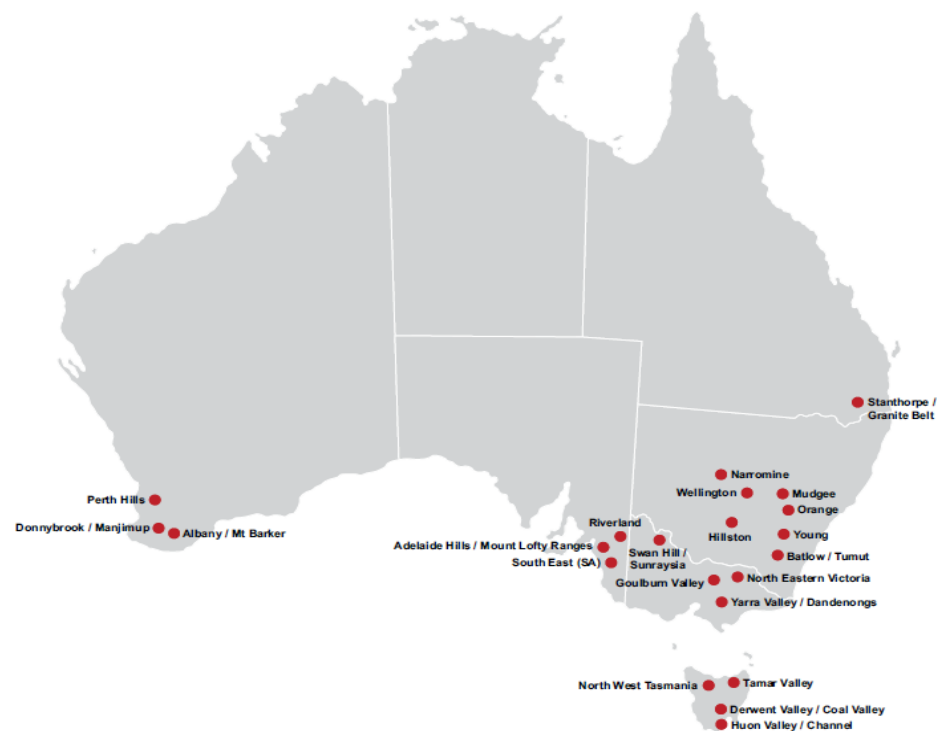 Stanthorpe /
Granite Belt
Narromine
Wellington
Mudgee
Orange
Perth Hills
Hillston
Young
Donnybrook / Manjimup
Albany / Mt Barker
Riverland
Adelaide Hills / Mount Lofty Ranges
Swan Hill /
Sunraysia
Batlow / Tumut
South East (SA)
Goulburn Valley
North Eastern Victoria
Yarra Valley / Dandenongs
North West Tasmania
Tamar Valley
Derwent Valley / Coal Valley
Huon Valley / Channel